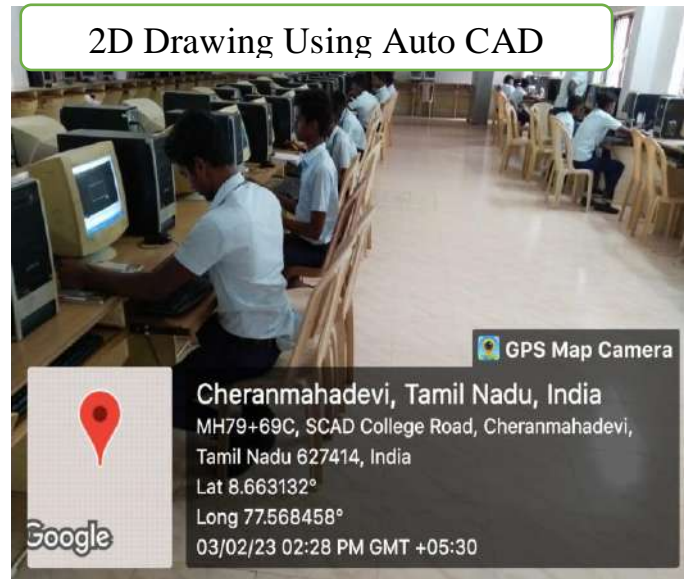 2D Drawing Using Auto CAD
GPS Map Camera
Cheranmahadevi, Tamil Nadu, India
MH79+69C, SCAD College Road, Cheranmahadevi,
Tamil Nadu 627414, India
Lat 8.663132°
Long 77.568458°
03/02/23 02:28 PM GMT +05:30
Google